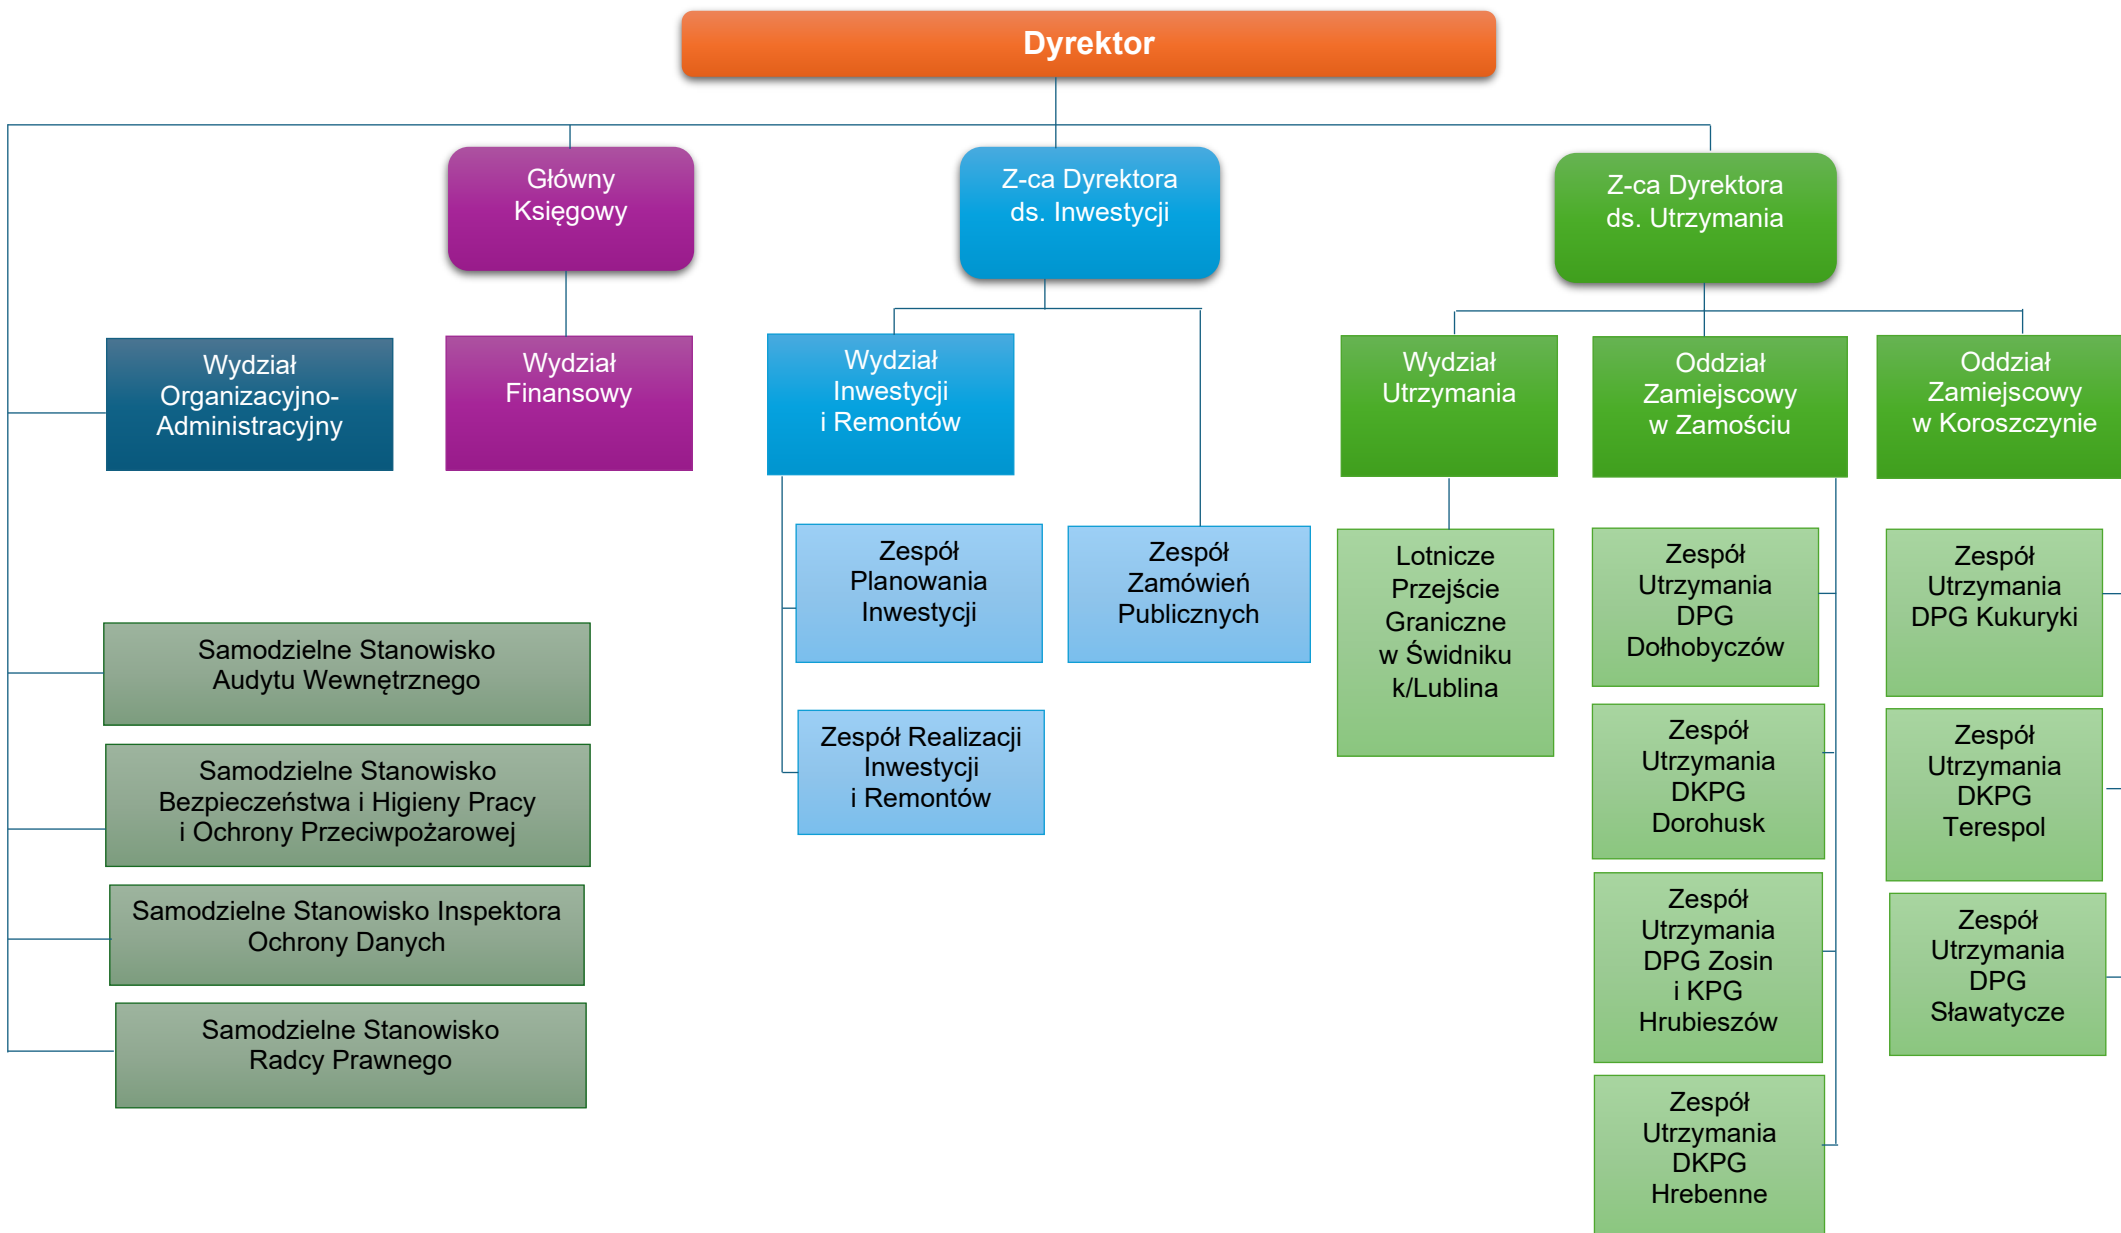 Dyrektor
Główny
Księgowy
Z-ca Dyrektora
ds. Inwestycji
Z-ca Dyrektora
ds. Utrzymania
Wydział
Organizacyjno-
Administracyjny
Wydział
Finansowy
Wydział
Inwestycji
i Remontów
Wydział
Utrzymania
Oddział
Zamiejscowy
w Zamościu
Oddział
Zamiejscowy
w Koroszczynie
Samodzielne Stanowisko
Audytu Wewnętrznego
Samodzielne Stanowisko
Bezpieczeństwa i Higieny Pracy
i Ochrony Przeciwpożarowej
Samodzielne Stanowisko Inspektora
Ochrony Danych
Samodzielne Stanowisko
Radcy Prawnego
Zespół
Planowania
Inwestycji
Zespół Realizacji
Inwestycji
i Remontów
Zespół
Zamówień
Publicznych
Lotnicze
Przejście
Graniczne
w Świdniku
k/Lublina
Zespół
Utrzymania
DPG
Dołhobyczów
Zespół
Utrzymania
DKPG
Dorohusk
Zespół
Utrzymania
DPG Zosin
i KPG
Hrubieszów
Zespół
Utrzymania
DKPG
Hrebenne
Zespół
Utrzymania
DPG Kukuryki
Zespół
Utrzymania
DKPG
Terespol
Zespół
Utrzymania
DPG
Sławatycze